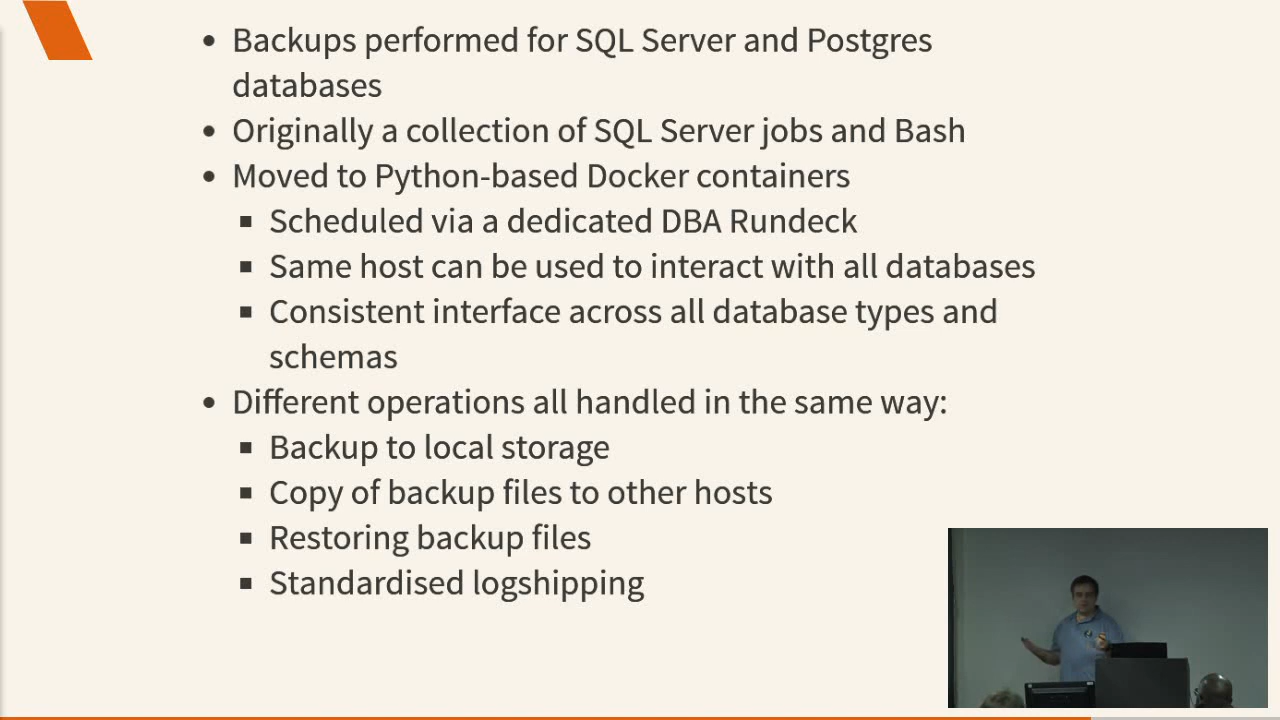 Backups performed for SQL Server and Postgres
databases
Originally a collection of SQL Server jobs and Bash
Moved to Python-based Docker containers
Scheduled via a dedicated DBA Rundeck
Same host can be used to interact with all databases
Consistent interface across all database types and
schemas
Different operations all handled in the same way:
Backup to local storage
Copy of backup files to other hosts
Restoring backup files
Standardised logshipping